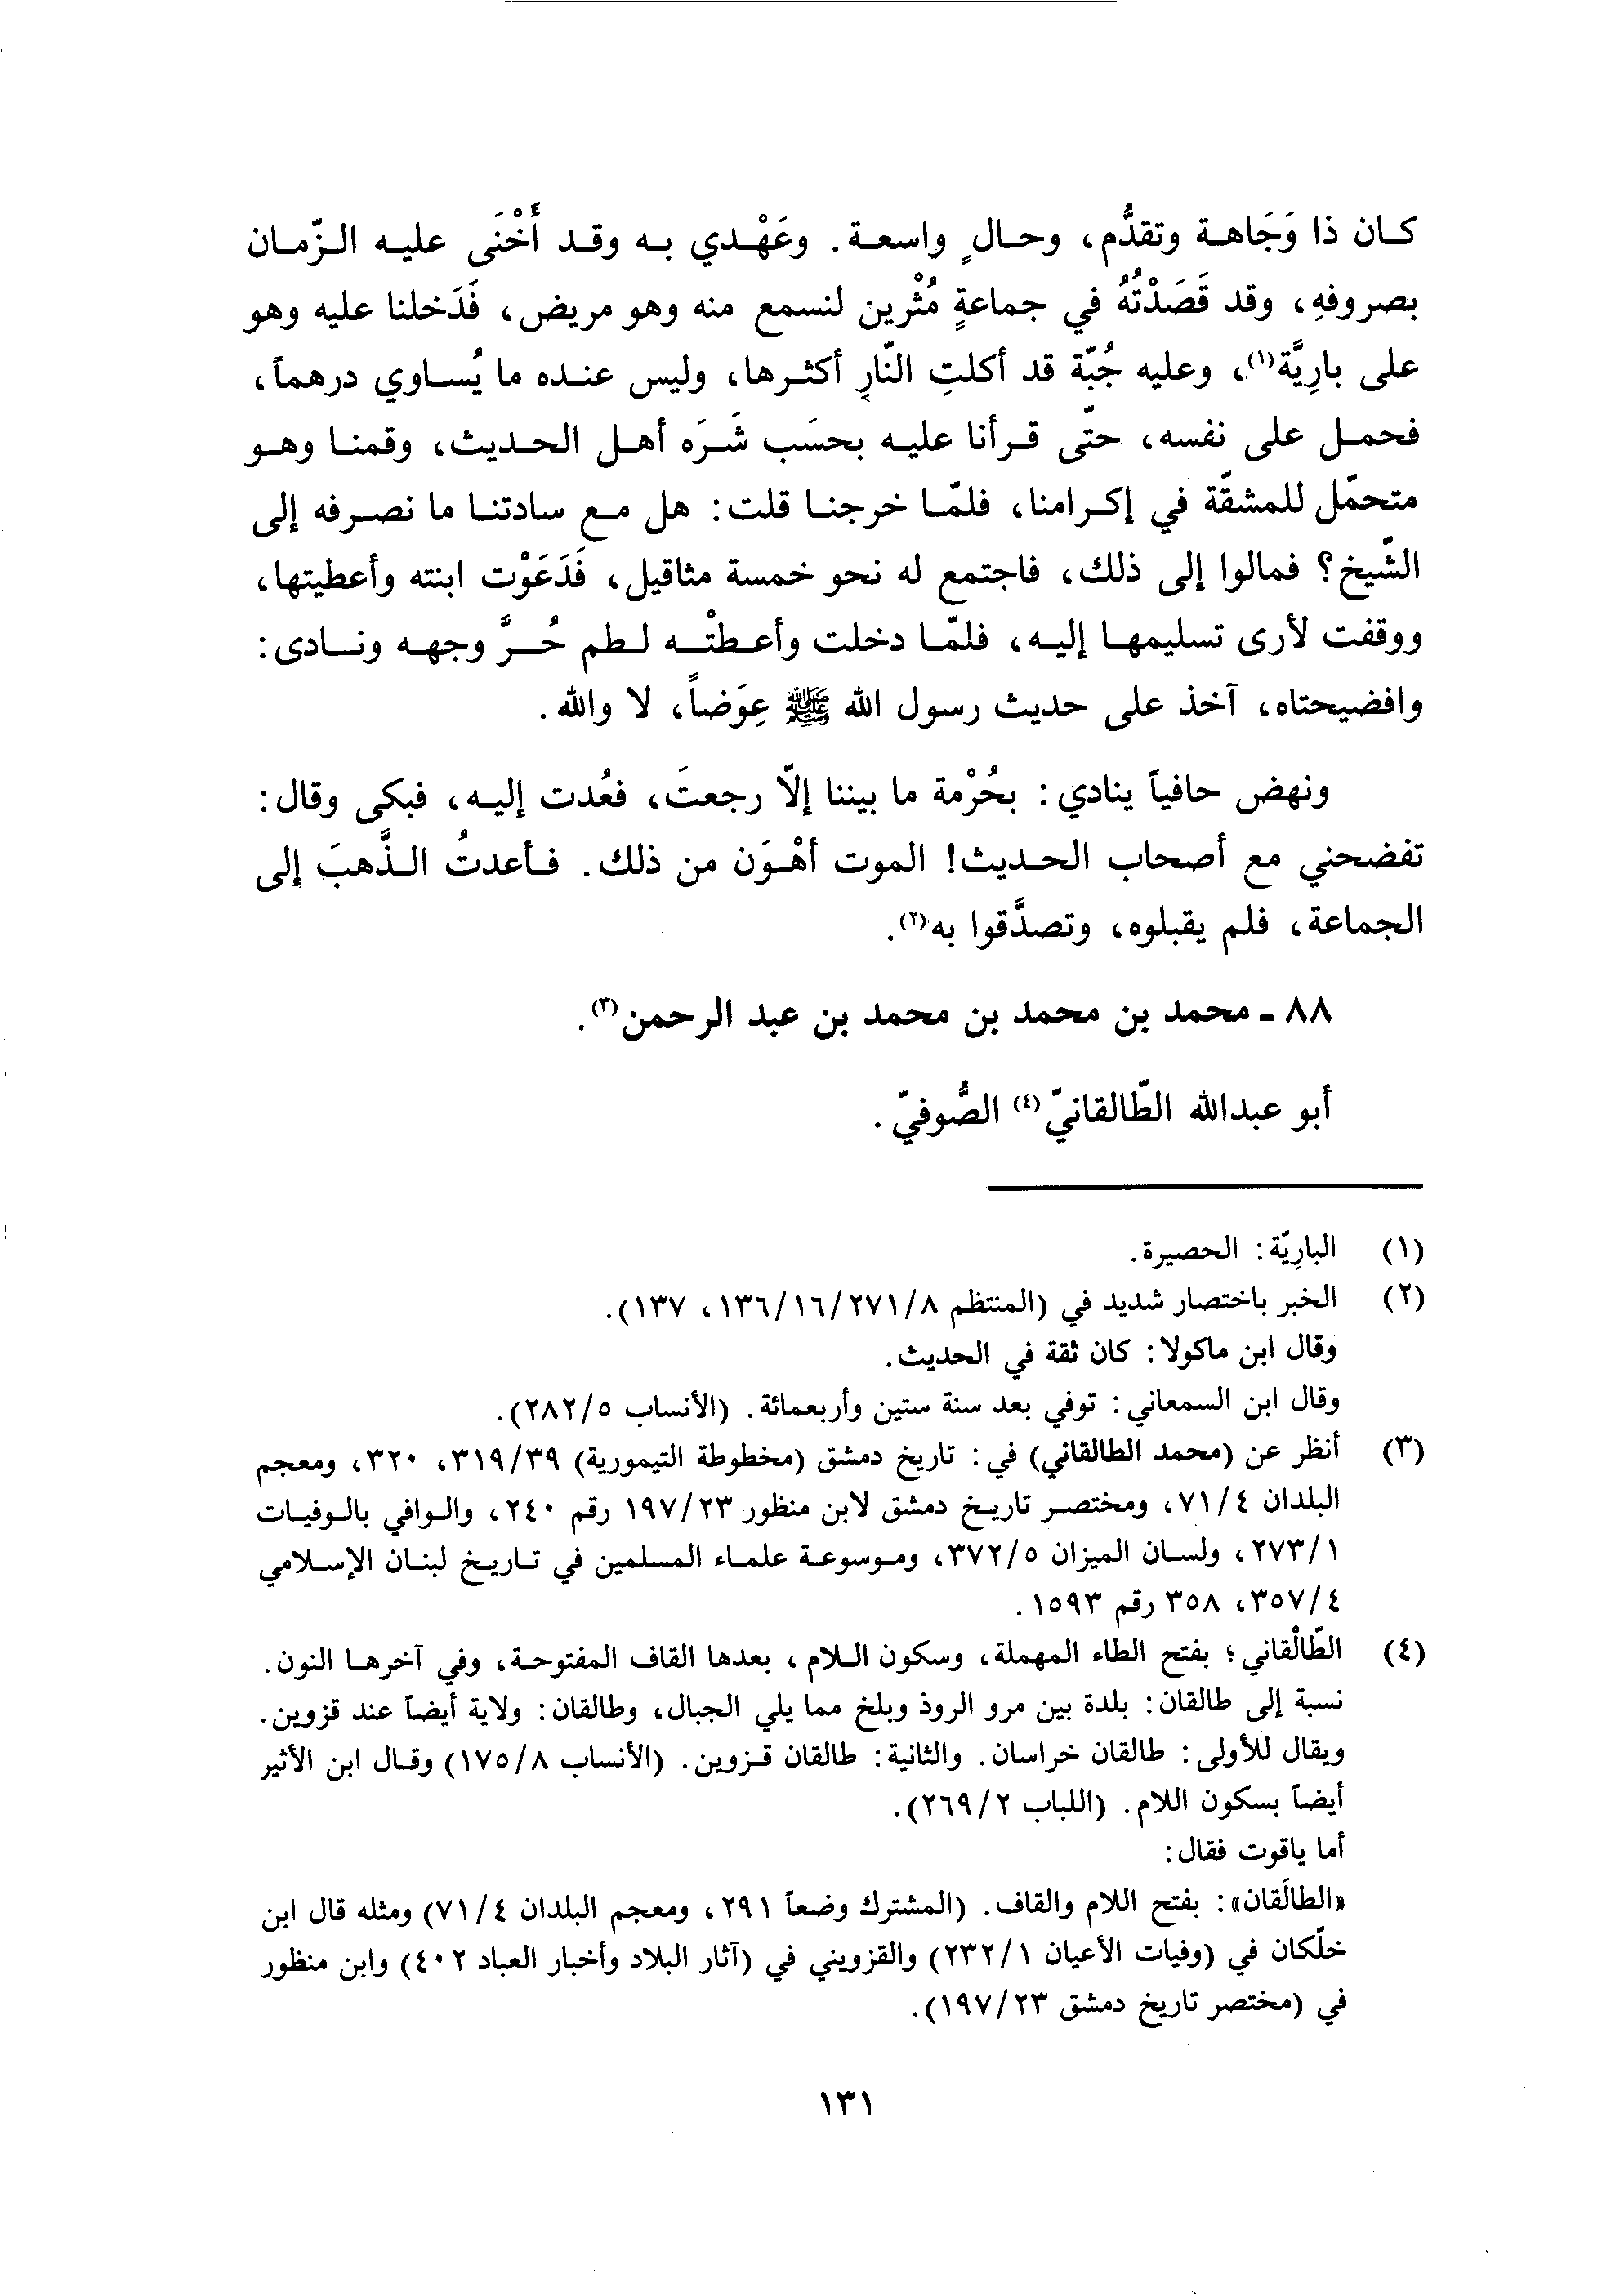 كان ذا وَجَاهة وتقدُّم، وحالٍ واسعة. وعَهْدي به وقد أَخْنَى عليه الزّمان
بصروفهِ، وقد قَصَدْتُهُ في جماعةٍ مُثْرين لنسمع منه وهو مريض، فَدَخلنا عليه وهو
على بارِيَّة(١)، وعليه جُبّة قد أكلتِ النّار أكثرها، وليس عنده ما يُساوي درهماً،
فحمل على نفسه، حتّى قرأنا عليه بحسَب شَرَه أهل الحديث، وقمنا وهو
متحمّل للمشقّة في إكرامنا، فلمّا خرجنا قلت: هل مع سادتنا ما نصرفه إلى
الشّيخ؟ فمالوا إلى ذلك، فاجتمع له نحو خمسة مثاقيل، فَدَعَوْت ابنته وأعطيتها،
ووقفت لأرى تسليمها إليه، فلمّا دخلت وأعطتْه لطم حُرَّ وجهه ونادى:
وافضيحتاه، آخذ على حديث رسول الله ﷺ عِوَضاً، لا والله.
ونهض حافياً ينادي: بحُرْمة ما بيننا إلّا رجعتَ، فعُدت إليه، فبكى وقال:
تفضحني مع أصحاب الحديث! الموت أهْوَن من ذلك. فأعدتُ الذَّهبَ إلى
الجماعة، فلم يقبلوه، وتصدَّقوا به(٢).
٨٨ ـ محمد بن محمد بن محمد بن عبد الرحمن(٣).
أبو عبدالله الطّالقانيّ(٤) الصُّوفيّ.
(١) البارِيّة: الحصيرة.
(٢) الخبر باختصار شديد في (المنتظم ٢٧١/٨/١٣٦/١٦، ١٣٧).
وقال ابن ماكولا: كان ثقة في الحديث.
وقال ابن السمعاني: توفي بعد سنة ستين وأربعمائة. (الأنساب ٢٨٢/٥).
(٣) أنظر عن (محمد الطالقاني) في: تاريخ دمشق (مخطوطة التيمورية) ٣١٩/٣٩، ٣٢٠، ومعجم
البلدان ٧١/٤، ومختصر تاريخ دمشق لابن منظور ١٩٧/٢٣ رقم ٢٤٠، والوافي بالوفيات
٢٧٣/١، ولسان الميزان ٣٧٢/٥، وموسوعة علماء المسلمين في تاريخ لبنان الإسلامي
٣٥٧/٤، ٣٥٨ رقم ١٥٩٣.
(٤) الطّالْقاني؛ بفتح الطاء المهملة، وسكون اللام، بعدها القاف المفتوحة، وفي آخرها النون.
نسبة إلى طالقان: بلدة بين مرو الروذ وبلخ مما يلي الجبال، وطالقان: ولاية أيضاً عند قزوين.
ويقال للأولى: طالقان خراسان. والثانية: طالقان قزوين. (الأنساب ١٧٥/٨) وقال ابن الأثير
أيضاً بسكون اللام. (اللباب ٢٦٩/٢).
أما ياقوت فقال:
«الطالَقان»: بفتح اللام والقاف. (المشترك وضعاً ٢٩١، ومعجم البلدان ٧١/٤) ومثله قال ابن
خلّكان في (وفيات الأعيان ٢٣٢/١) والقزويني في (آثار البلاد وأخبار العباد ٤٠٢) وابن منظور
في (مختصر تاريخ دمشق ١٩٧/٢٣).
١٣١